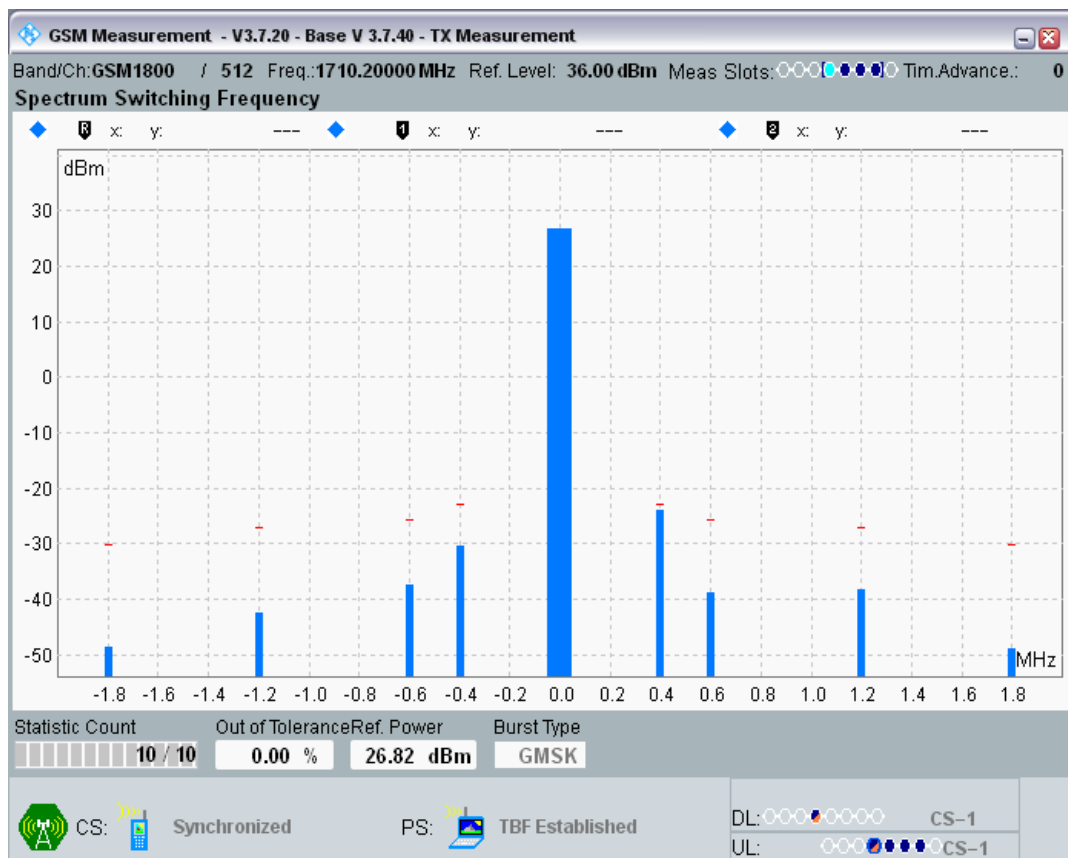 GSM Measurement - V3.7.20 - Base V 3.7.40 - TX Measurement
Band/Ch:GSM1800 / 512 Freq.:1710.20000 MHz Ref. Level: 36.00 dBm Meas Slots: Tim.Advance.: 0
Spectrum Switching Frequency
R x: y: --- 1 x: y: --- 2 x: y: ---
dBm
30
20
10
0
-10
-20
-30
-40
-50
MHz
-1.8 -1.6 -1.4 -1.2 -1.0 -0.8 -0.6 -0.4 -0.2 0.0 0.2 0.4 0.6 0.8 1.0 1.2 1.4 1.6 1.8
Statistic Count Out of Tolerance Ref. Power Burst Type
10 / 10 0.00 % 26.82 dBm GMSK
CS: Synchronized PS: TBF Established
DL: CS-1
UL: CS-1